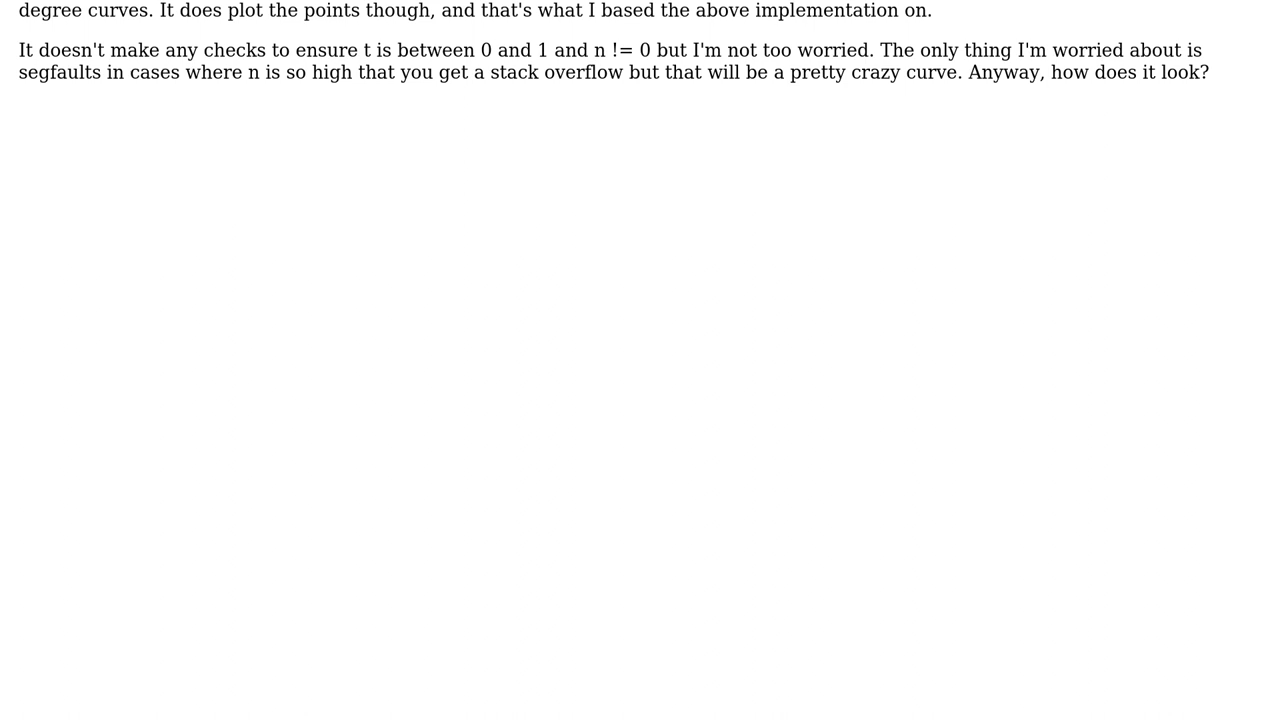 degree curves. It does plot the points though, and that's what I based the above implementation on.
It doesn't make any checks to ensure t is between 0 and 1 and n != 0 but I'm not too worried. The only thing I'm worried about is
segfaults in cases where n is so high that you get a stack overflow but that will be a pretty crazy curve. Anyway, how does it look?